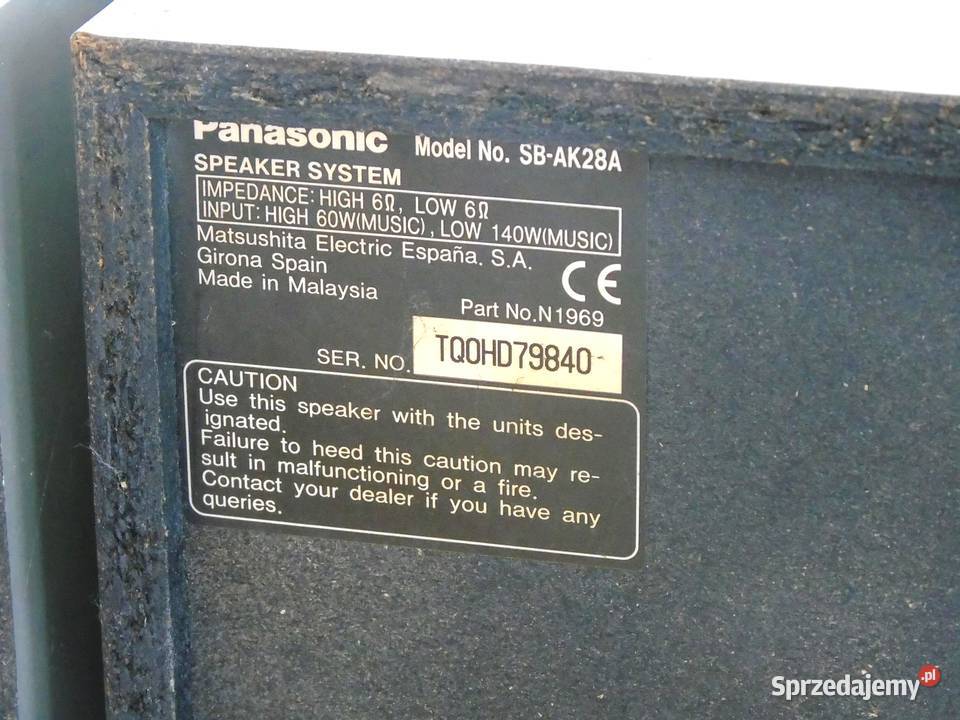 Panasonic Model No. SB-AK28A
SPEAKER SYSTEM
IMPEDANCE: HIGH 6Ω, LOW 6Ω
INPUT: HIGH 60W(MUSIC), LOW 140W(MUSIC)
Matsushita Electric España. S.A.
Girona Spain
Made in Malaysia
CE
Part No.N1969
SER. NO. TQ0HD79840
CAUTION
Use this speaker with the units des-
ignated.
Failure to heed this caution may re-
sult in malfunctioning or a fire.
Contact your dealer if you have any
queries.
Sprzedajemy.pl